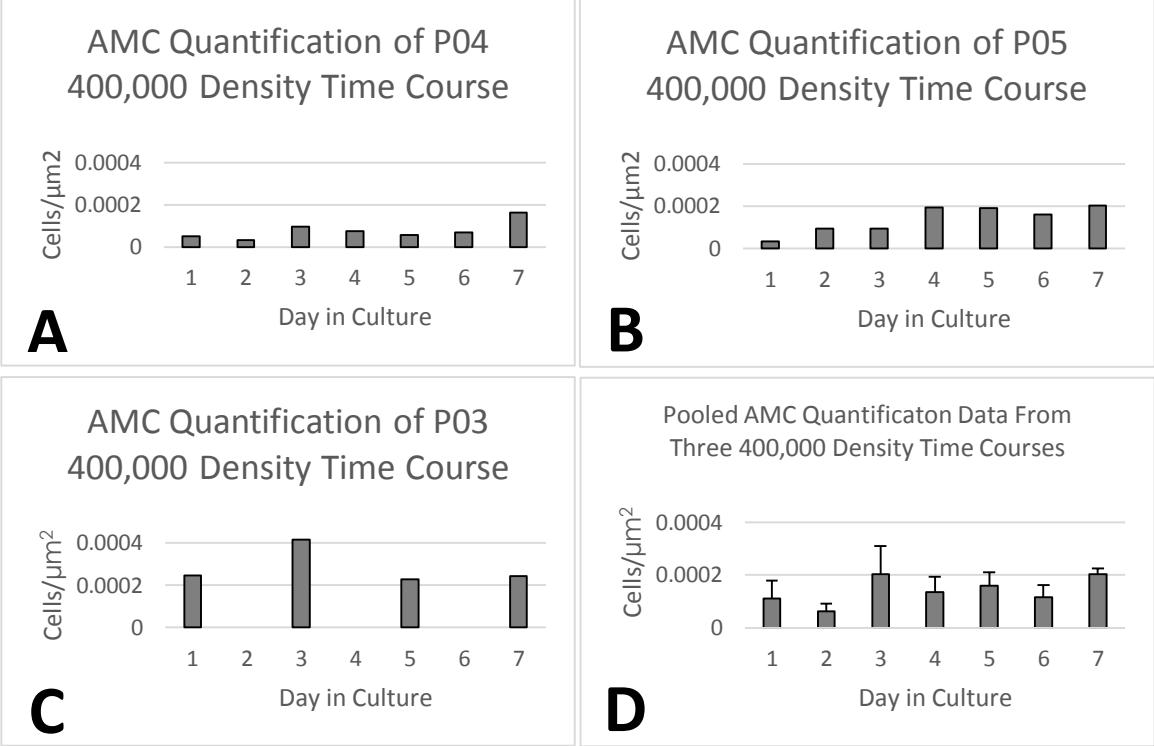 AMC Quantification of P04
400,000 Density Time Course
Cells/µm2
0.0004
0.0002
0
1 2 3 4 5 6 7
Day in Culture
A
AMC Quantification of P05
400,000 Density Time Course
Cells/µm2
0.0004
0.0002
0
1 2 3 4 5 6 7
Day in Culture
B
AMC Quantification of P03
400,000 Density Time Course
Cells/µm²
0.0004
0.0002
0
1 2 3 4 5 6 7
Day in Culture
C
Pooled AMC Quantificaton Data From
Three 400,000 Density Time Courses
Cells/µm²
0.0004
0.0002
0
1 2 3 4 5 6 7
Day in Culture
D